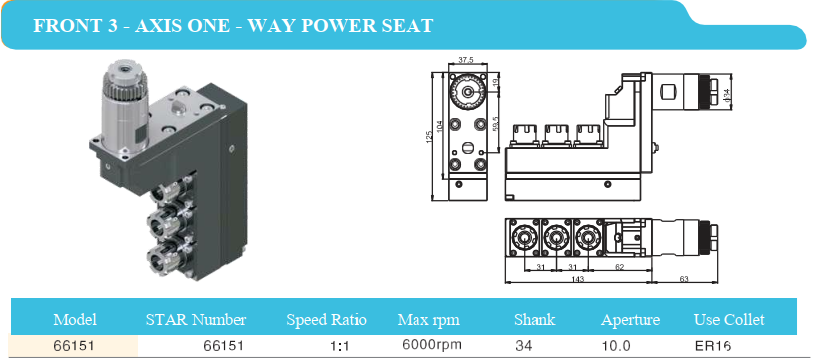 FRONT 3 - AXIS ONE - WAY POWER SEAT
37.5
19
59.5
104
125
ф34
31 31 62
143 63
Model STAR Number Speed Ratio Max rpm Shank Aperture Use Collet
66151 66151 1:1 6000rpm 34 10.0 ER16